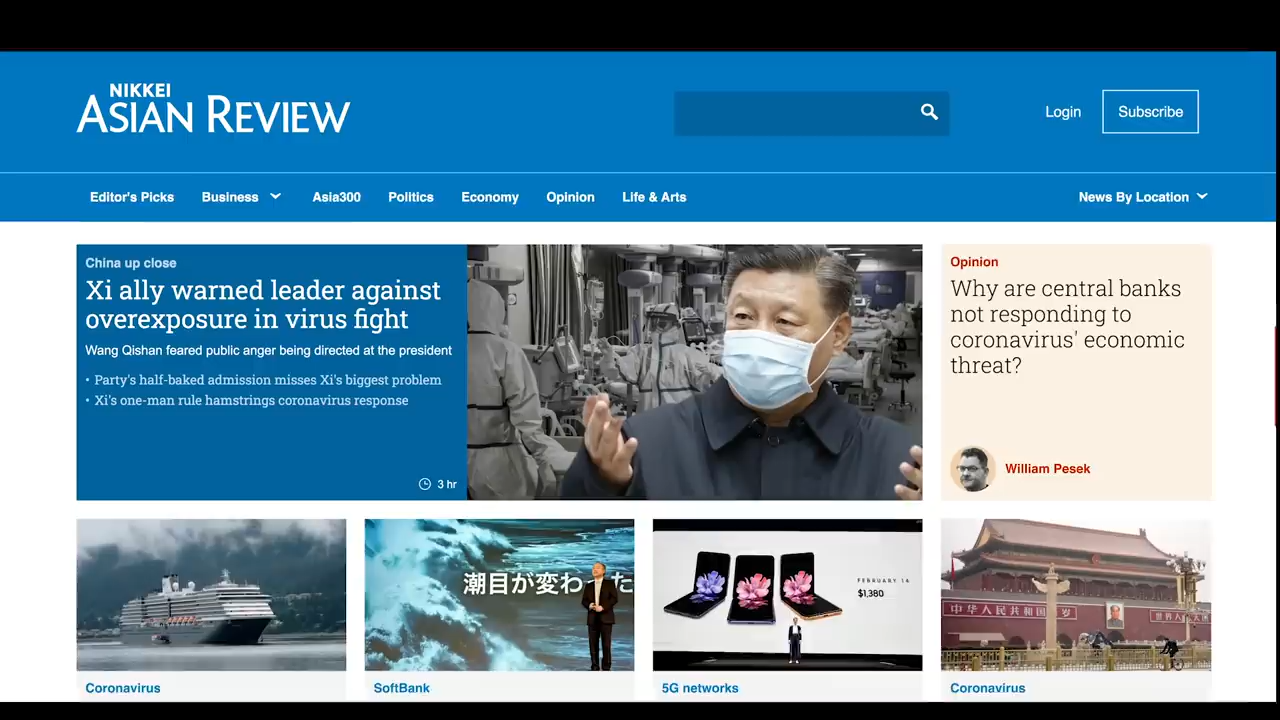 NIKKEI
ASIAN REVIEW
Login
Subscribe
Editor's Picks
Business
Asia300
Politics
Economy
Opinion
Life & Arts
News By Location
China up close
Xi ally warned leader against
overexposure in virus fight
Wang Qishan feared public anger being directed at the president
• Party's half-baked admission misses Xi's biggest problem
• Xi's one-man rule hamstrings coronavirus response
3 hr
Opinion
Why are central banks
not responding to
coronavirus' economic
threat?
William Pesek
潮目が変わった
FEBRUARY 14
$1,380
中华人民共和国万岁
世界人民大
Coronavirus
SoftBank
5G networks
Coronavirus